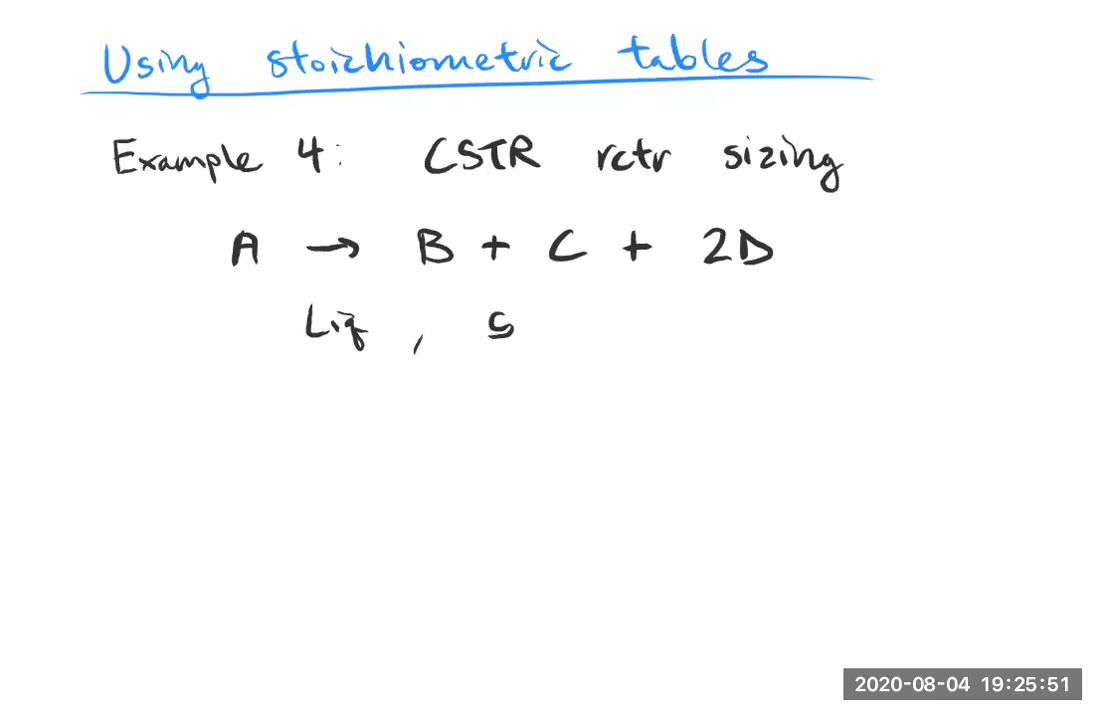 Using stoichiometric tables
Example 4: CSTR rctr sizing
A → B + C + 2D
Liq, S
2020-08-04 19:25:51